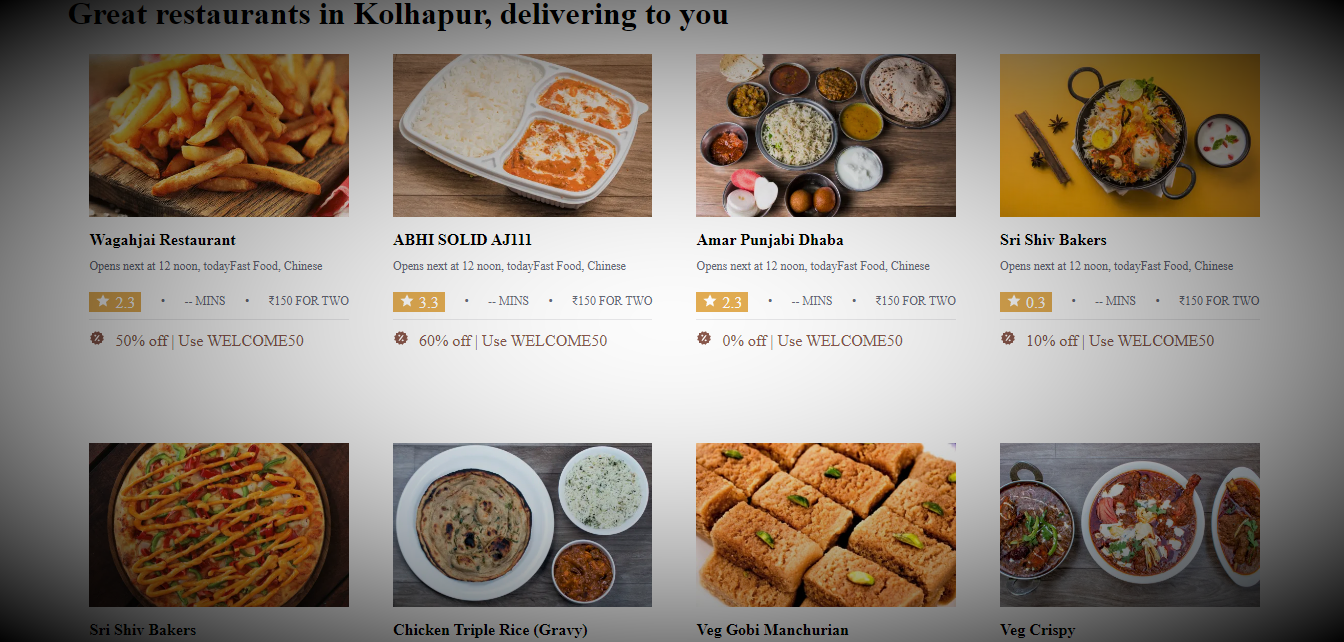 Great restaurants in Kolhapur, delivering to you
Wagahjai Restaurant
Opens next at 12 noon, todayFast Food, Chinese
★ 2.3 • -- MINS • ₹150 FOR TWO
50% off | Use WELCOME50
ABHI SOLID AJ111
Opens next at 12 noon, todayFast Food, Chinese
★ 3.3 • -- MINS • ₹150 FOR TWO
60% off | Use WELCOME50
Amar Punjabi Dhaba
Opens next at 12 noon, todayFast Food, Chinese
★ 2.3 • -- MINS • ₹150 FOR TWO
0% off | Use WELCOME50
Sri Shiv Bakers
Opens next at 12 noon, todayFast Food, Chinese
★ 0.3 • -- MINS • ₹150 FOR TWO
10% off | Use WELCOME50
Sri Shiv Bakers
Chicken Triple Rice (Gravy)
Veg Gobi Manchurian
Veg Crispy